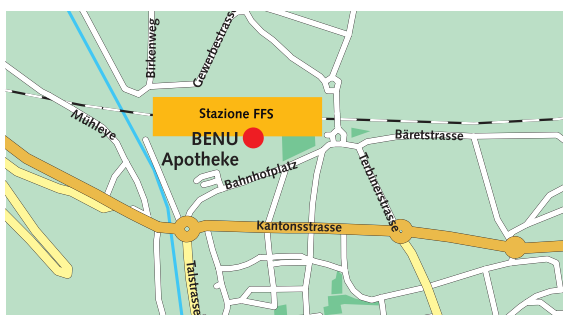 Birkenweg
Gewerbestrasse
Stazione FFS
Mühleye
BENU
Apotheke
Bäretstrasse
Bahnhofplatz
Terbinerstrasse
Kantonsstrasse
Talstrasse